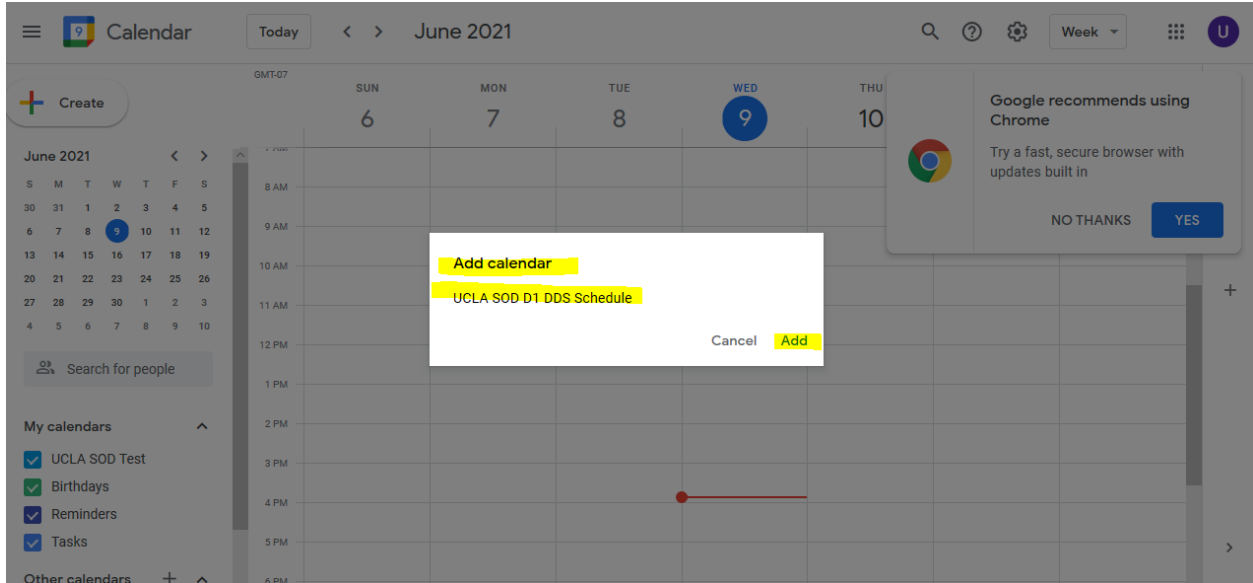 9 Calendar Today June 2021 Week U
Create
GMT-07
SUN MON TUE WED THU
6 7 8 9 10
Google recommends using
Chrome
Try a fast, secure browser with
updates built in
NO THANKS YES
June 2021
S M T W T F S
30 31 1 2 3 4 5
6 7 8 9 10 11 12
13 14 15 16 17 18 19
20 21 22 23 24 25 26
27 28 29 30 1 2 3
4 5 6 7 8 9 10
Search for people
My calendars
UCLA SOD Test
Birthdays
Reminders
Tasks
Other calendars
8 AM
9 AM
10 AM
11 AM
12 PM
1 PM
2 PM
3 PM
4 PM
5 PM
6 PM
Add calendar
UCLA SOD D1 DDS Schedule
Cancel Add